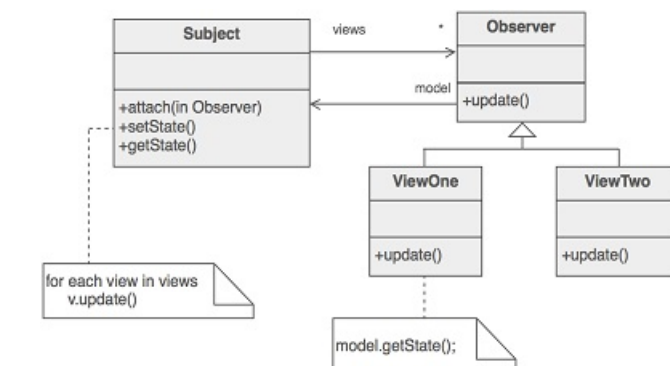 Subject
+attach(in Observer)
+setState()
+getState()
views
*
model
Observer
+update()
ViewOne
+update()
ViewTwo
+update()
for each view in views
v.update()
model.getState();